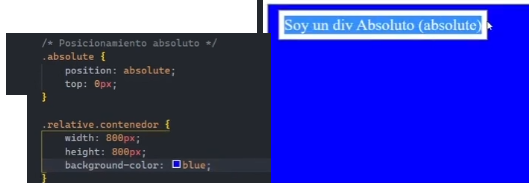 Soy un div Absoluto (absolute)
/* Posicionamiento absoluto */
.absolute {
position: absolute;
top: 0px;
}
.relative.contenedor {
width: 800px;
height: 800px;
background-color: blue;
}